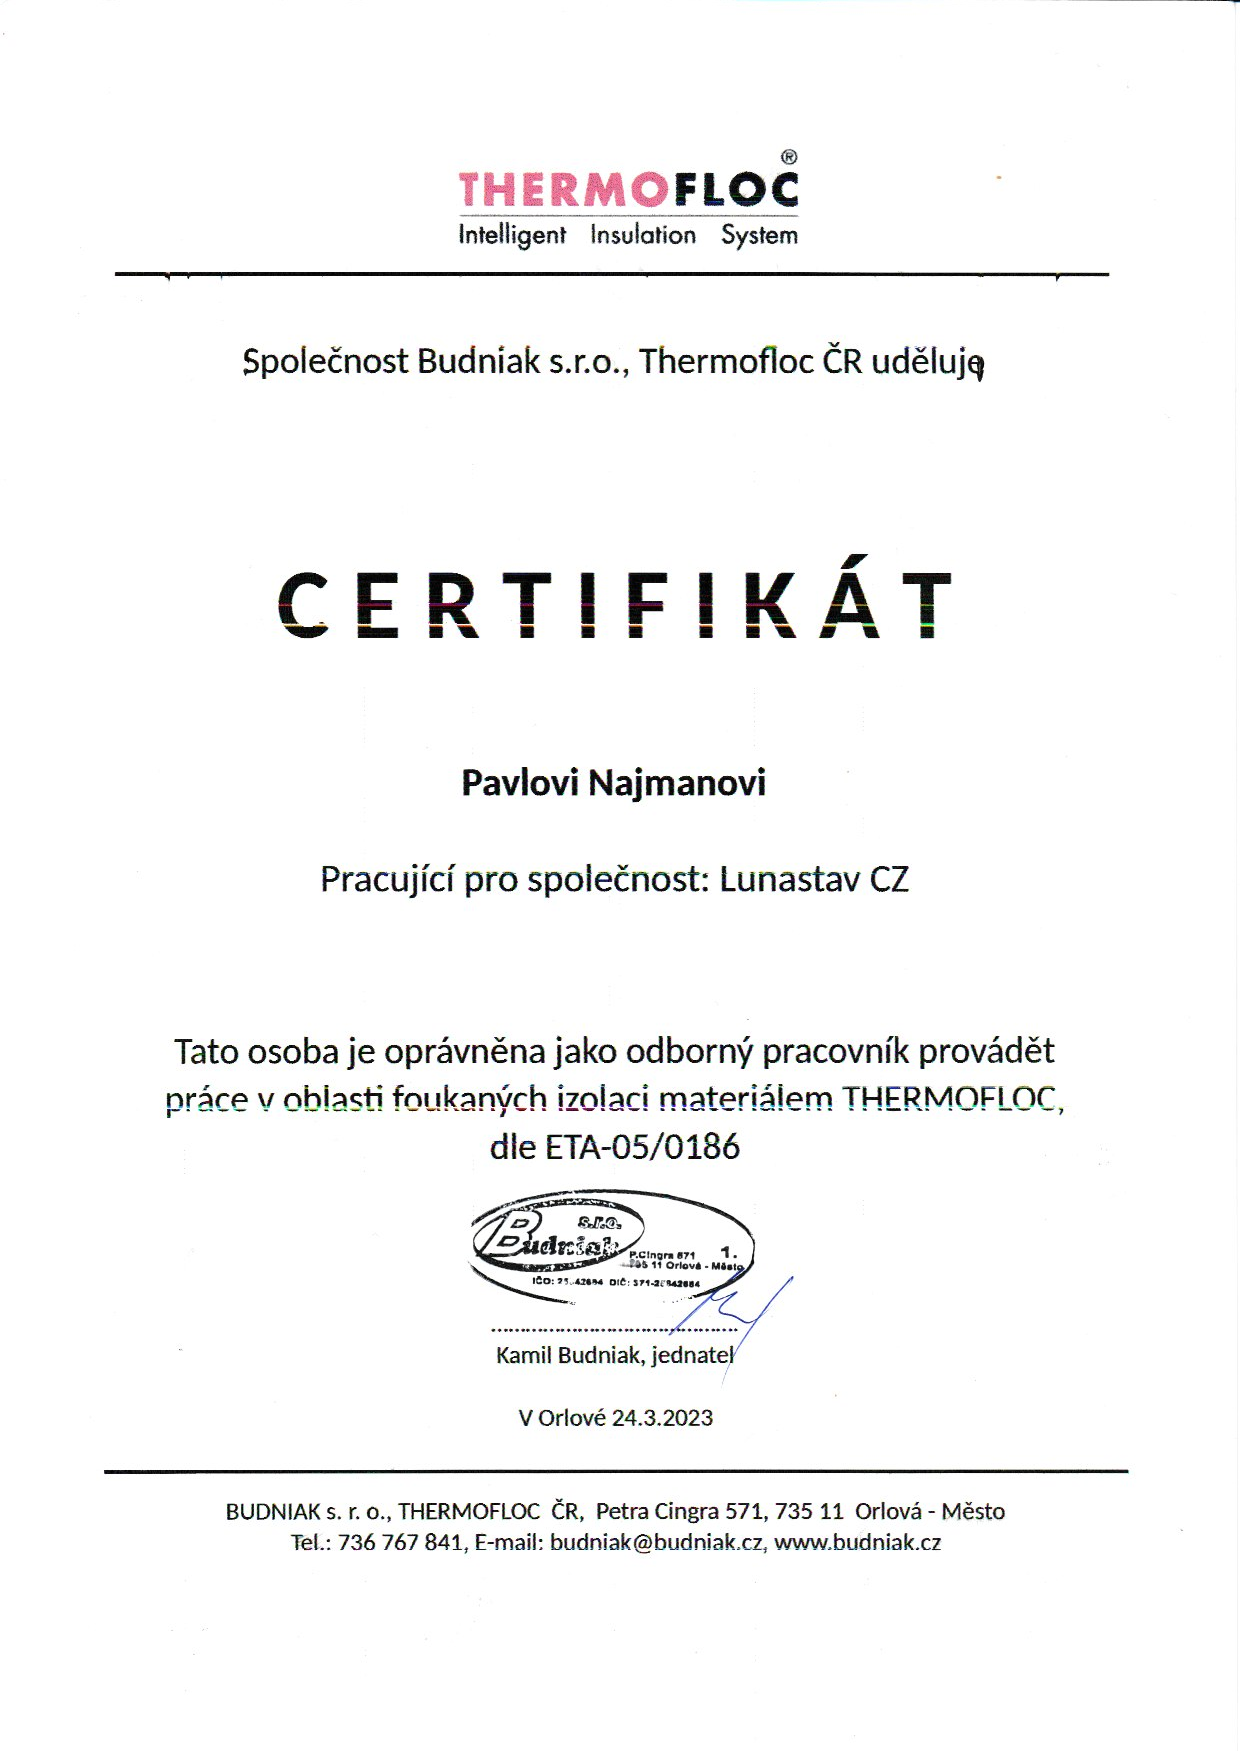 ®
THERMOFLOC
Intelligent Insulation System
Společnost Budniak s.r.o., Thermofloc ČR uděluje
CERTIFIKÁT
Pavlovi Najmanovi
Pracující pro společnost: Lunastav CZ
Tato osoba je oprávněna jako odborný pracovník provádět
práce v oblasti foukaných izolaci materiálem THERMOFLOC,
dle ETA-05/0186
Budniak s.r.o.
P.Cingra 571 1.
735 11 Orlová - Město
IČO: DIČ:
Kamil Budniak, jednatel
V Orlové 24.3.2023
BUDNIAK s. r. o., THERMOFLOC ČR, Petra Cingra 571, 735 11 Orlová - Město
Tel.: 736 767 841, E-mail: budniak@budniak.cz, www.budniak.cz